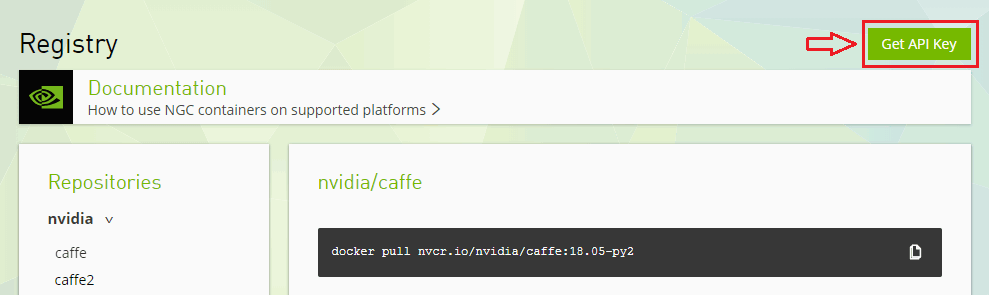 Registry
Get API Key
Documentation
How to use NGC containers on supported platforms
Repositories
nvidia/caffe
nvidia
docker pull nvcr.io/nvidia/caffe:18.05-py2
caffe
caffe2